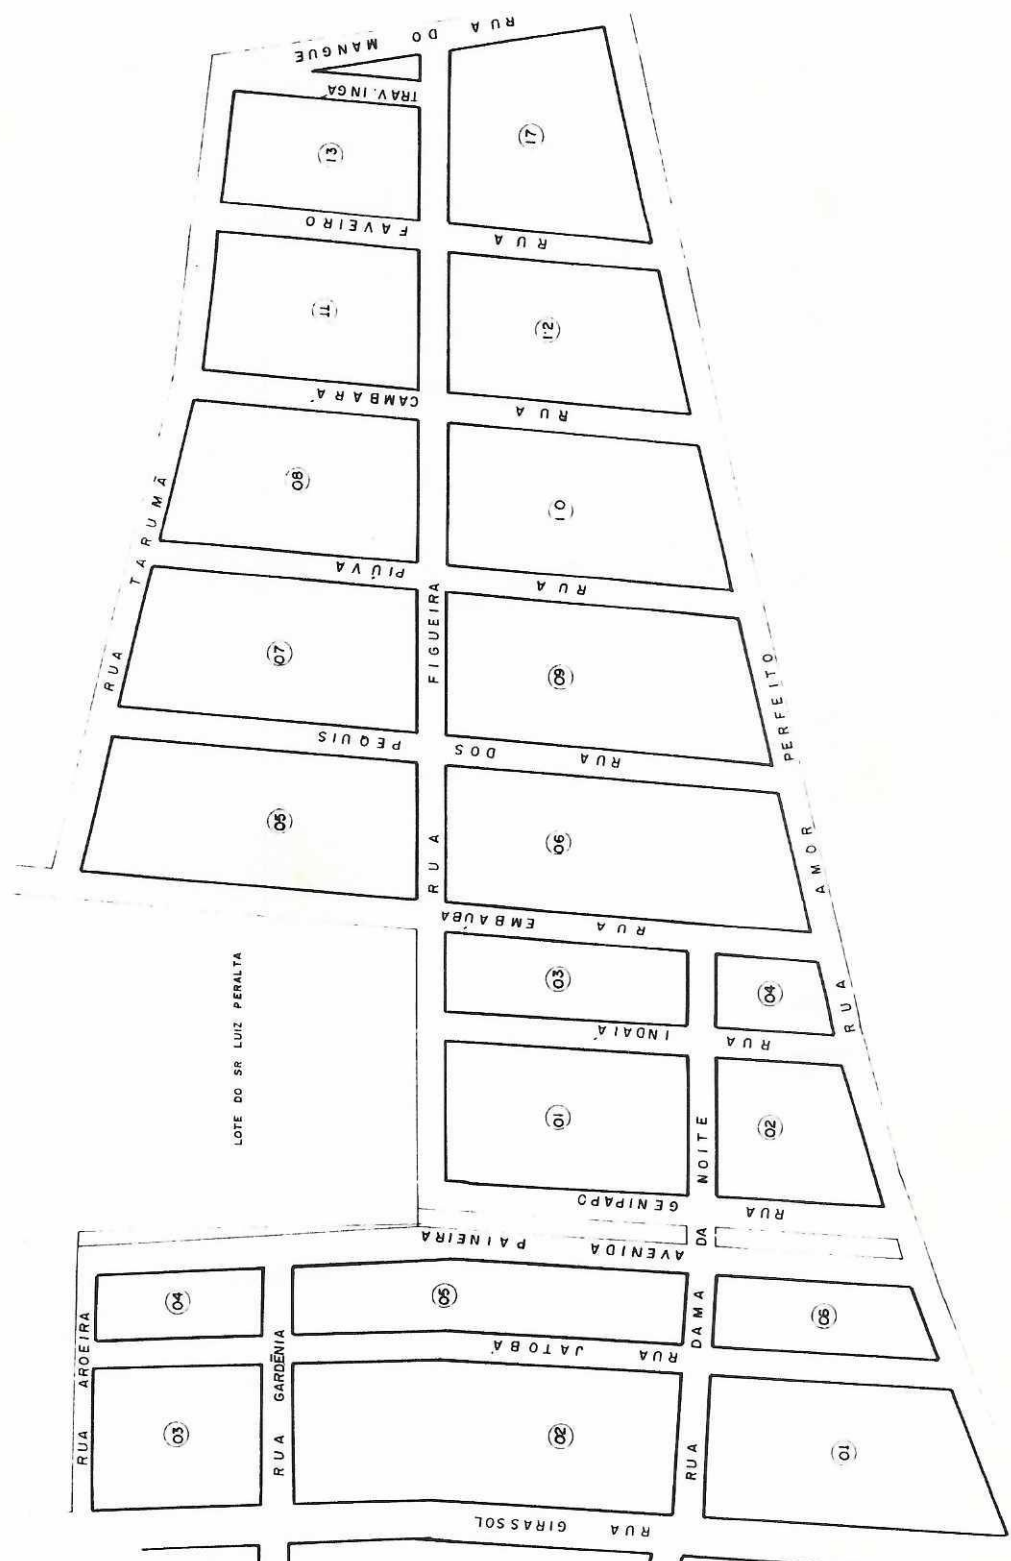 RUA DO MANGUE
TRAV. INGÁ
13
17
RUA FAVEIRO
11
12
RUA CAMBARÁ
08
10
RUA TARUMÃ
RUA PIÚVA
RUA FIGUEIRA
07
09
RUA DOS PEQUIS
RUA AMOR PERFEITO
05
06
RUA EMBAÚBA
03
04
LOTE DO SR LUIZ PERALTA
RUA INDAIÁ
01
02
RUA GENIPAPO
RUA DAMA DA NOITE
AVENIDA PAINEIRA
04
05
06
RUA AROEIRA
RUA GARDÊNIA
RUA JATOBÁ
03
02
01
RUA GIRASSOL